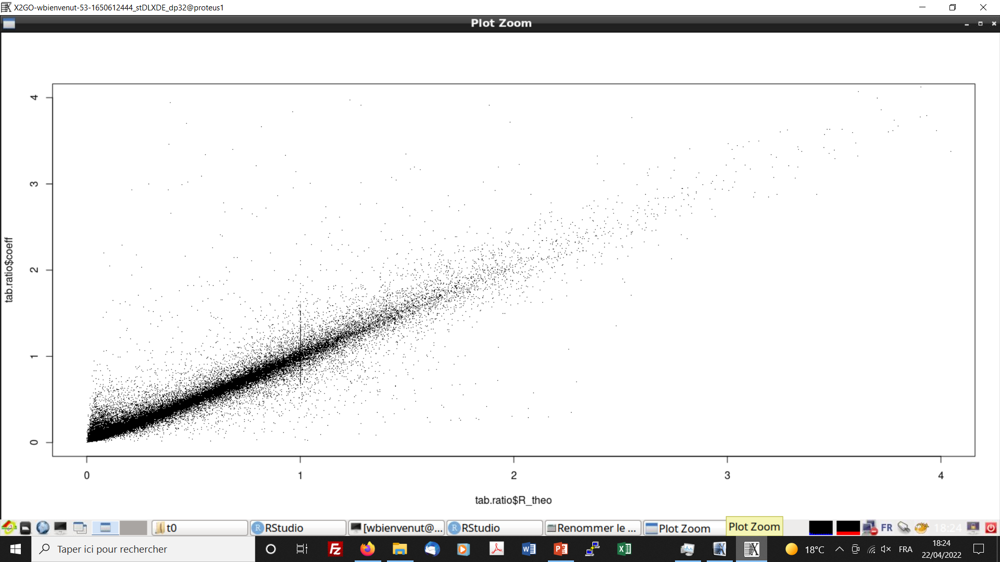 X2GO-wbienvenut-53-1650612444_stDLXDE_dp32@proteus1
Plot Zoom
4
3
2
1
0
tab.ratio$coeff
0 1 2 3 4
tab.ratio$R_theo
t0 RStudio [wbienvenut@... RStudio Renommer le ... Plot Zoom Plot Zoom FR 18:24
Taper ici pour rechercher
18°C FRA 18:24
22/04/2022